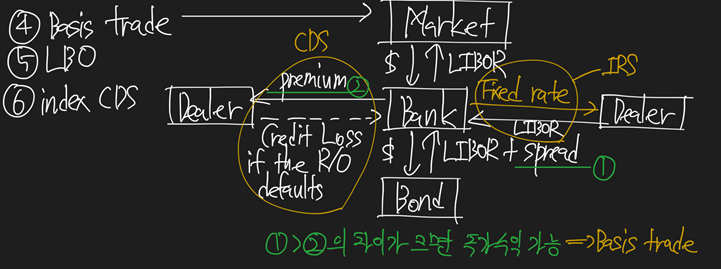 ④ Basis trade
⑤ LBO
⑥ index CDS
Market
$ LIBOR
CDS
premium ②
Dealer
Credit Loss
if the R/O
defaults
Bank
IRS
Fixed rate
LIBOR
Dealer
$ LIBOR + spread ①
Bond
①>②의 차이가 크면 추가수익 가능 ⇒Basis trade